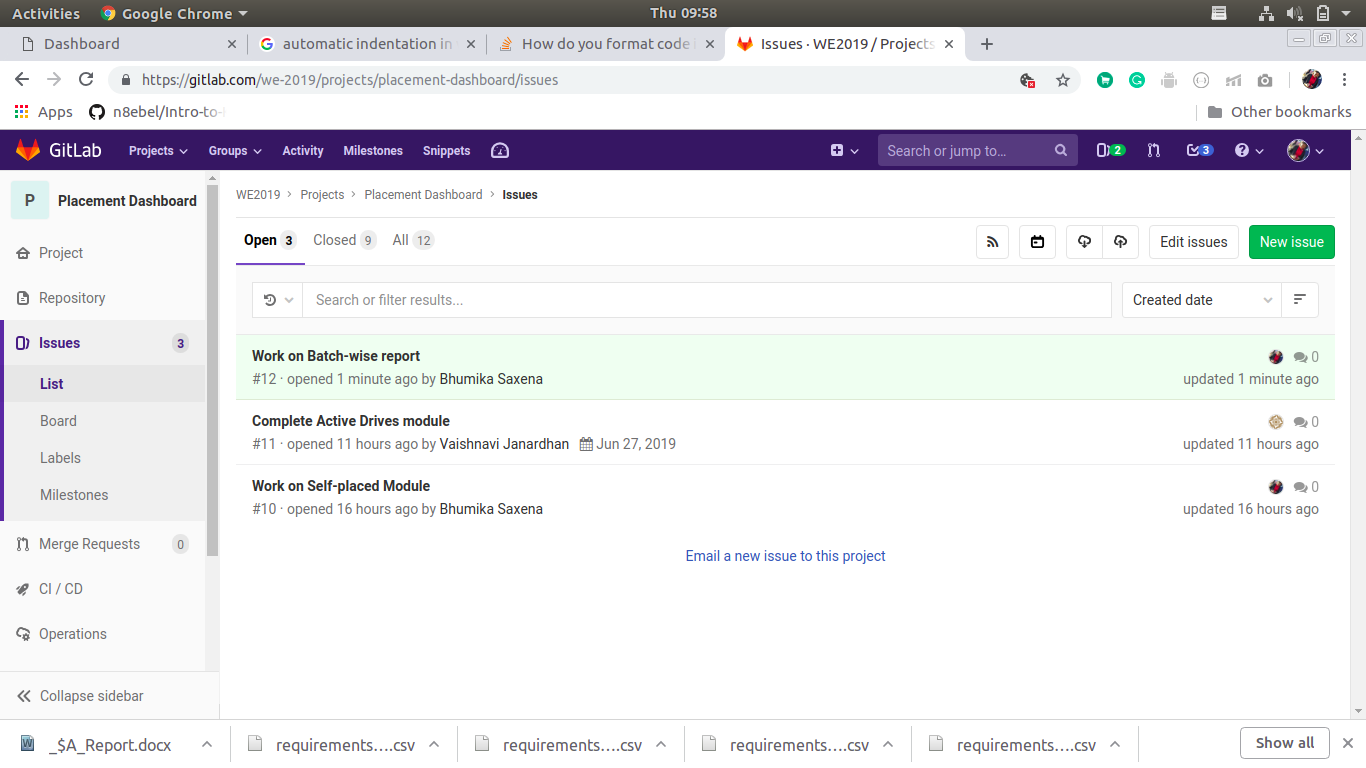 Activities Google Chrome Thu 09:58
Dashboard automatic indentation in How do you format code Issues · WE2019 / Projects
https://gitlab.com/we-2019/projects/placement-dashboard/issues
Apps n8ebel/Intro-to- Other bookmarks
GitLab Projects Groups Activity Milestones Snippets Search or jump to… 2 3
P Placement Dashboard
WE2019 › Projects › Placement Dashboard › Issues
Open 3 Closed 9 All 12 Edit issues New issue
Project
Repository
Issues 3
List
Board
Labels
Milestones
Merge Requests 0
CI / CD
Operations
Collapse sidebar
Search or filter results... Created date
Work on Batch-wise report 0
#12 · opened 1 minute ago by Bhumika Saxena updated 1 minute ago
Complete Active Drives module 0
#11 · opened 11 hours ago by Vaishnavi Janardhan Jun 27, 2019 updated 11 hours ago
Work on Self-placed Module 0
#10 · opened 16 hours ago by Bhumika Saxena updated 16 hours ago
Email a new issue to this project
_$A_Report.docx requirements….csv requirements….csv requirements….csv requirements….csv Show all